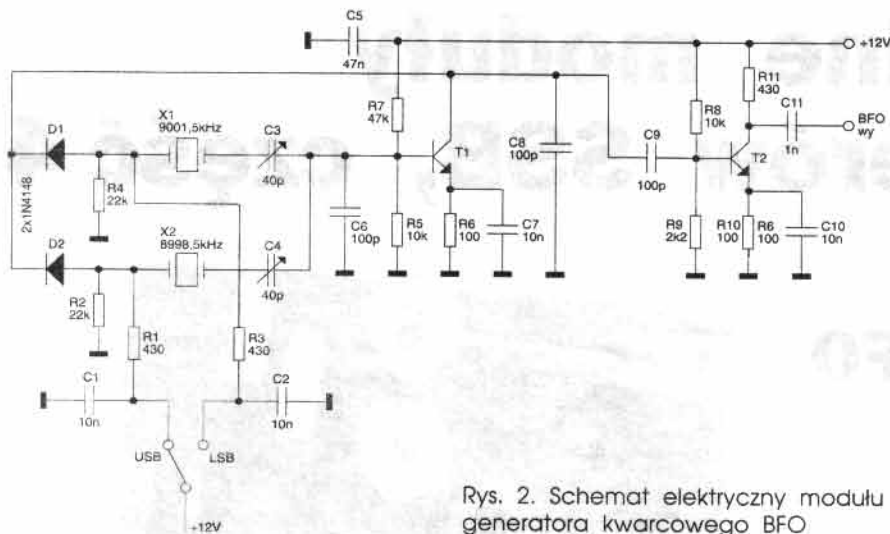 C5
47n
+12V
R11
430
R7
47k
R8
10k
C11
1n
BFO
wy
X1
9001,5kHz
C3
40p
D1
T1
C8
100p
C9
100p
T2
2x1N4148
R4
22k
X2
8998,5kHz
C4
40p
C6
100p
R5
10k
R6
100
C7
10n
R9
2k2
R10
100
R6
100
C10
10n
D2
R2
22k
R1
430
R3
430
C1
10n
C2
10n
USB
LSB
+12V
Rys. 2. Schemat elektryczny modułu
generatora kwarcowego BFO